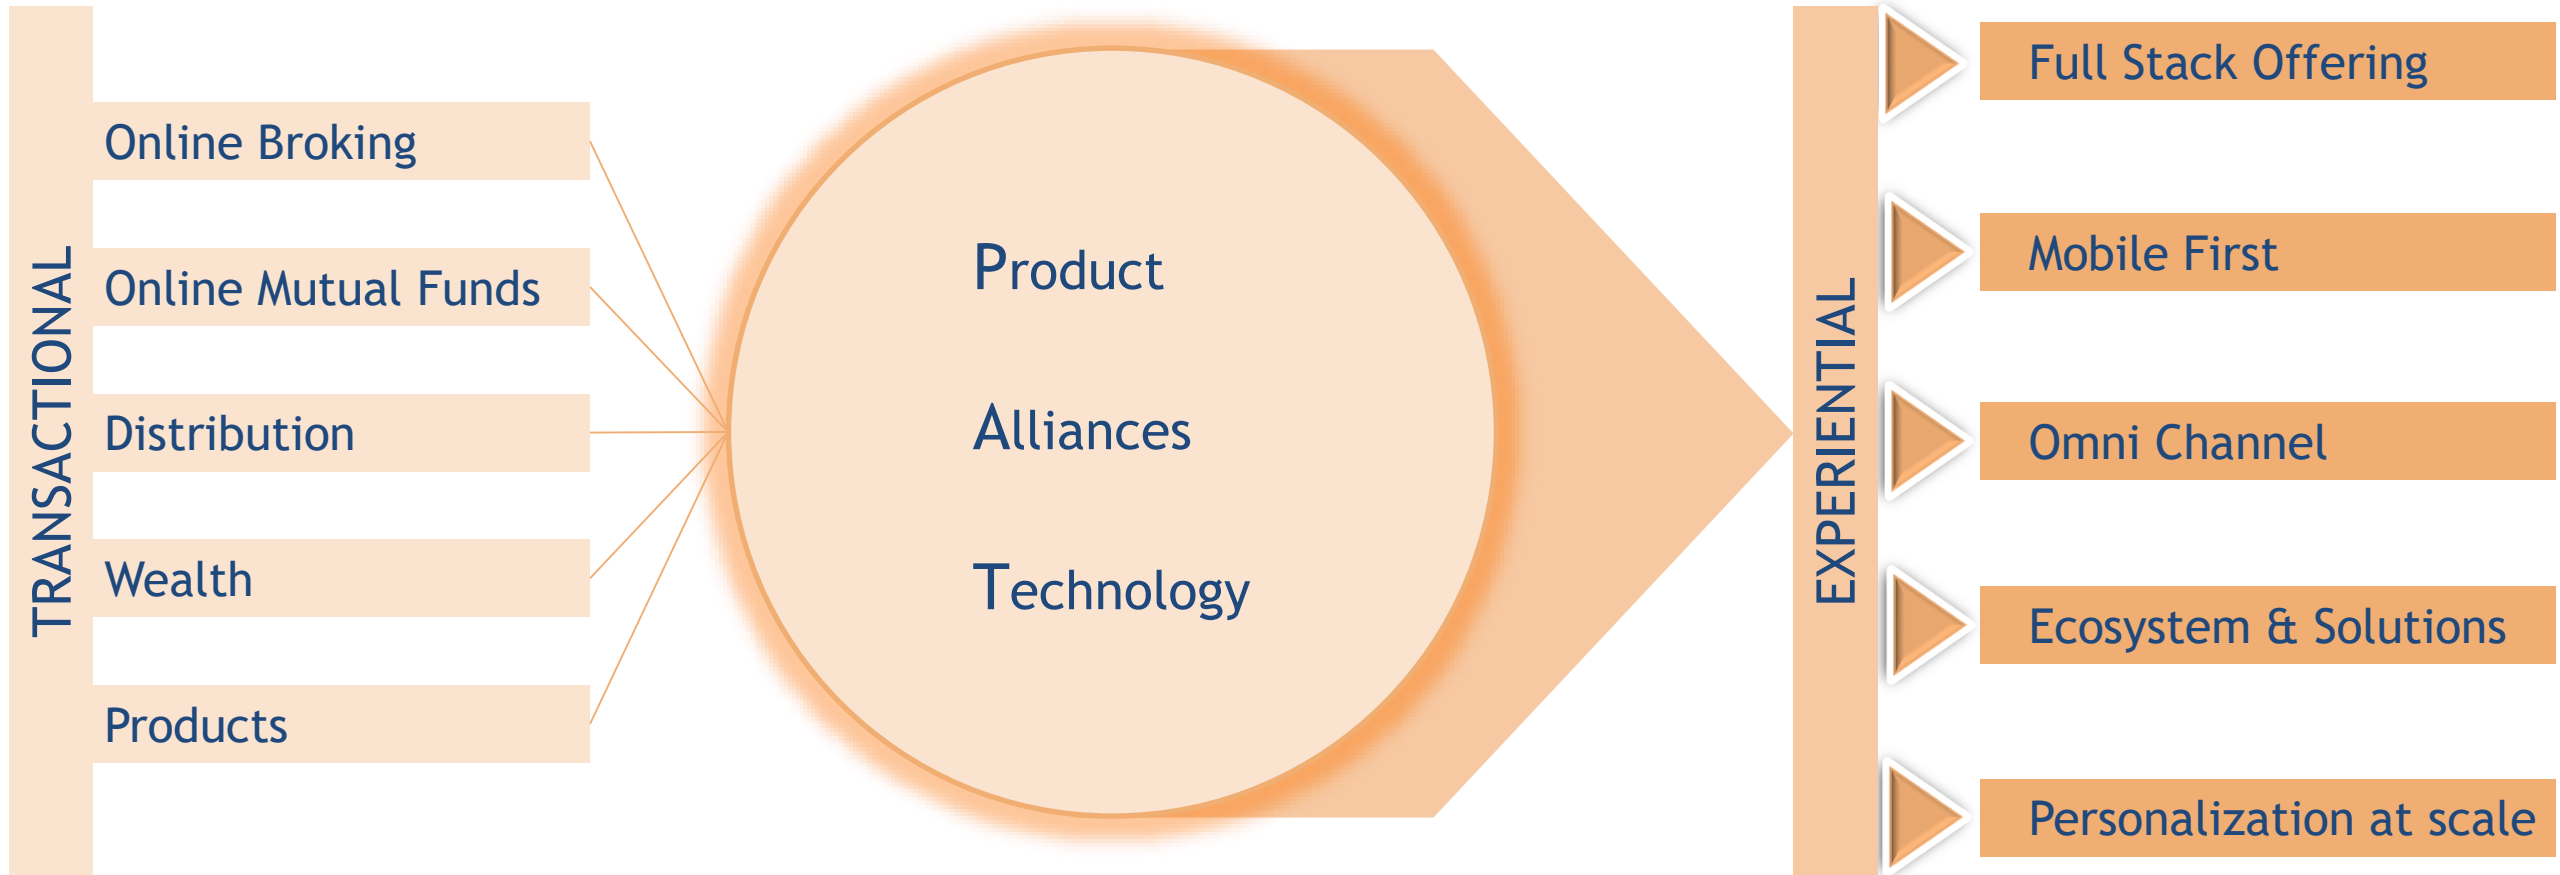 TRANSACTIONAL
Online Broking
Online Mutual Funds
Distribution
Wealth
Products
Product
Alliances
Technology
EXPERIENTIAL
Full Stack Offering
Mobile First
Omni Channel
Ecosystem & Solutions
Personalization at scale